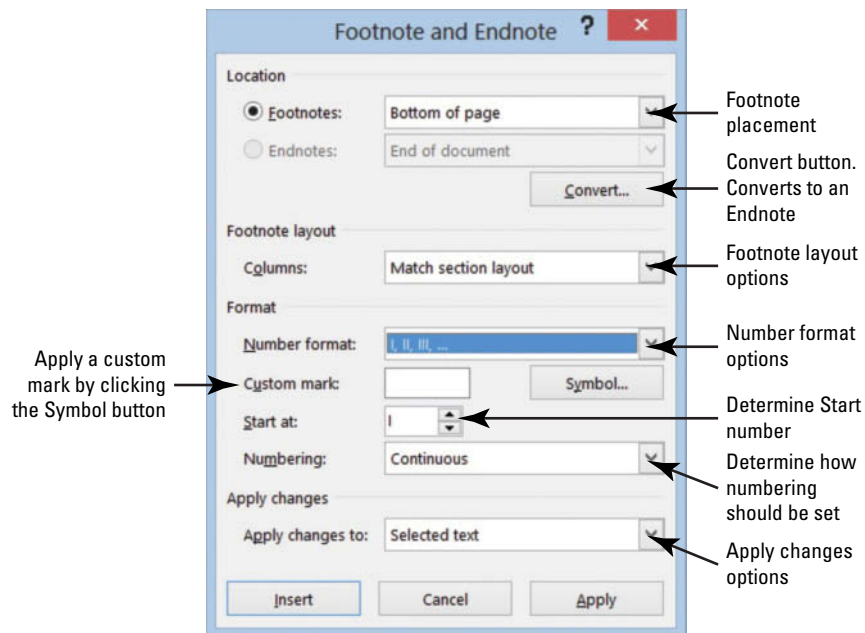 Footnote and Endnote ?
Location
Footnotes: Bottom of page
Footnote
placement
Endnotes: End of document
Convert...
Convert button.
Converts to an
Endnote
Footnote layout
Columns: Match section layout
Footnote layout
options
Format
Number format: I, II, III, ...
Number format
options
Apply a custom
mark by clicking
the Symbol button
Custom mark: Symbol...
Start at: I
Determine Start
number
Numbering: Continuous
Determine how
numbering
should be set
Apply changes
Apply changes to: Selected text
Apply changes
options
Insert Cancel Apply